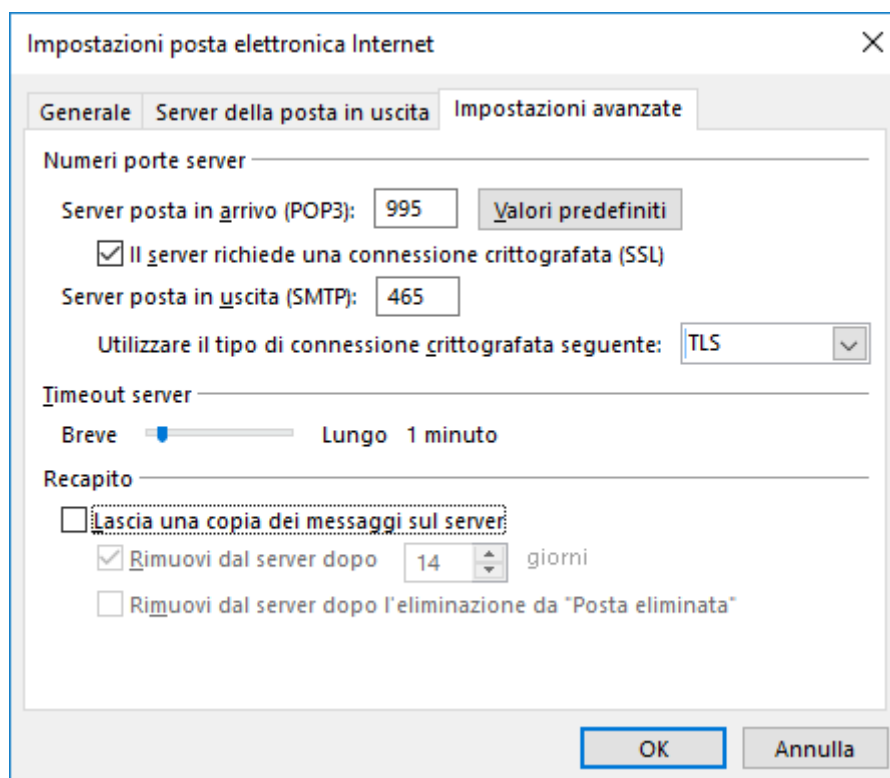 Impostazioni posta elettronica Internet
Generale Server della posta in uscita Impostazioni avanzate
Numeri porte server
Server posta in arrivo (POP3): 995 Valori predefiniti
Il server richiede una connessione crittografata (SSL)
Server posta in uscita (SMTP): 465
Utilizzare il tipo di connessione crittografata seguente: TLS
Timeout server
Breve Lungo 1 minuto
Recapito
Lascia una copia dei messaggi sul server
Rimuovi dal server dopo 14 giorni
Rimuovi dal server dopo l'eliminazione da "Posta eliminata"
OK Annulla